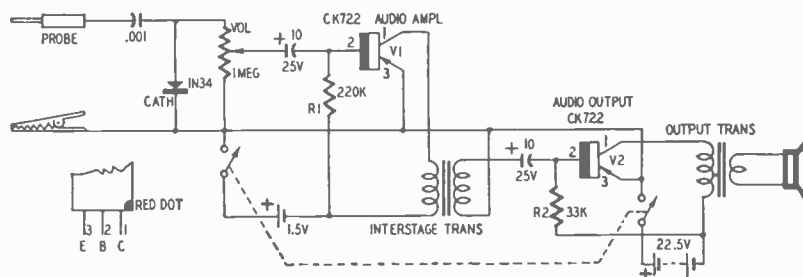 CK722 AUDIO AMPL
PROBE
.001
VOL
1 MEG
+ 10
25V
2
1
V1
3
IN34
CATH
220K
R1
AUDIO OUTPUT
CK722
OUTPUT TRANS
+ 10
25V
2
1
V2
3
R2
33K
RED DOT
3 2 1
E B C
+
1.5V
INTERSTAGE TRANS
22.5V
+